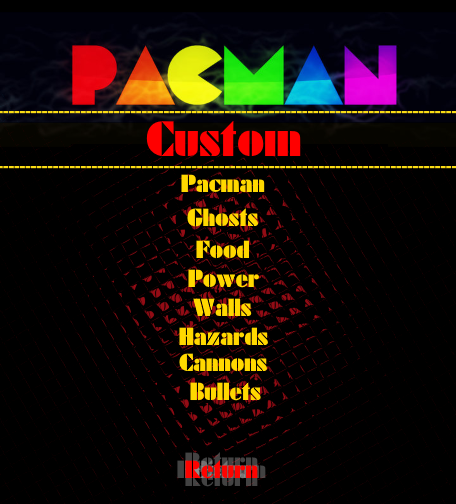 PACMAN
Custom
Pacman
Ghosts
Food
Power
Walls
Hazards
Cannons
Bullets
Return